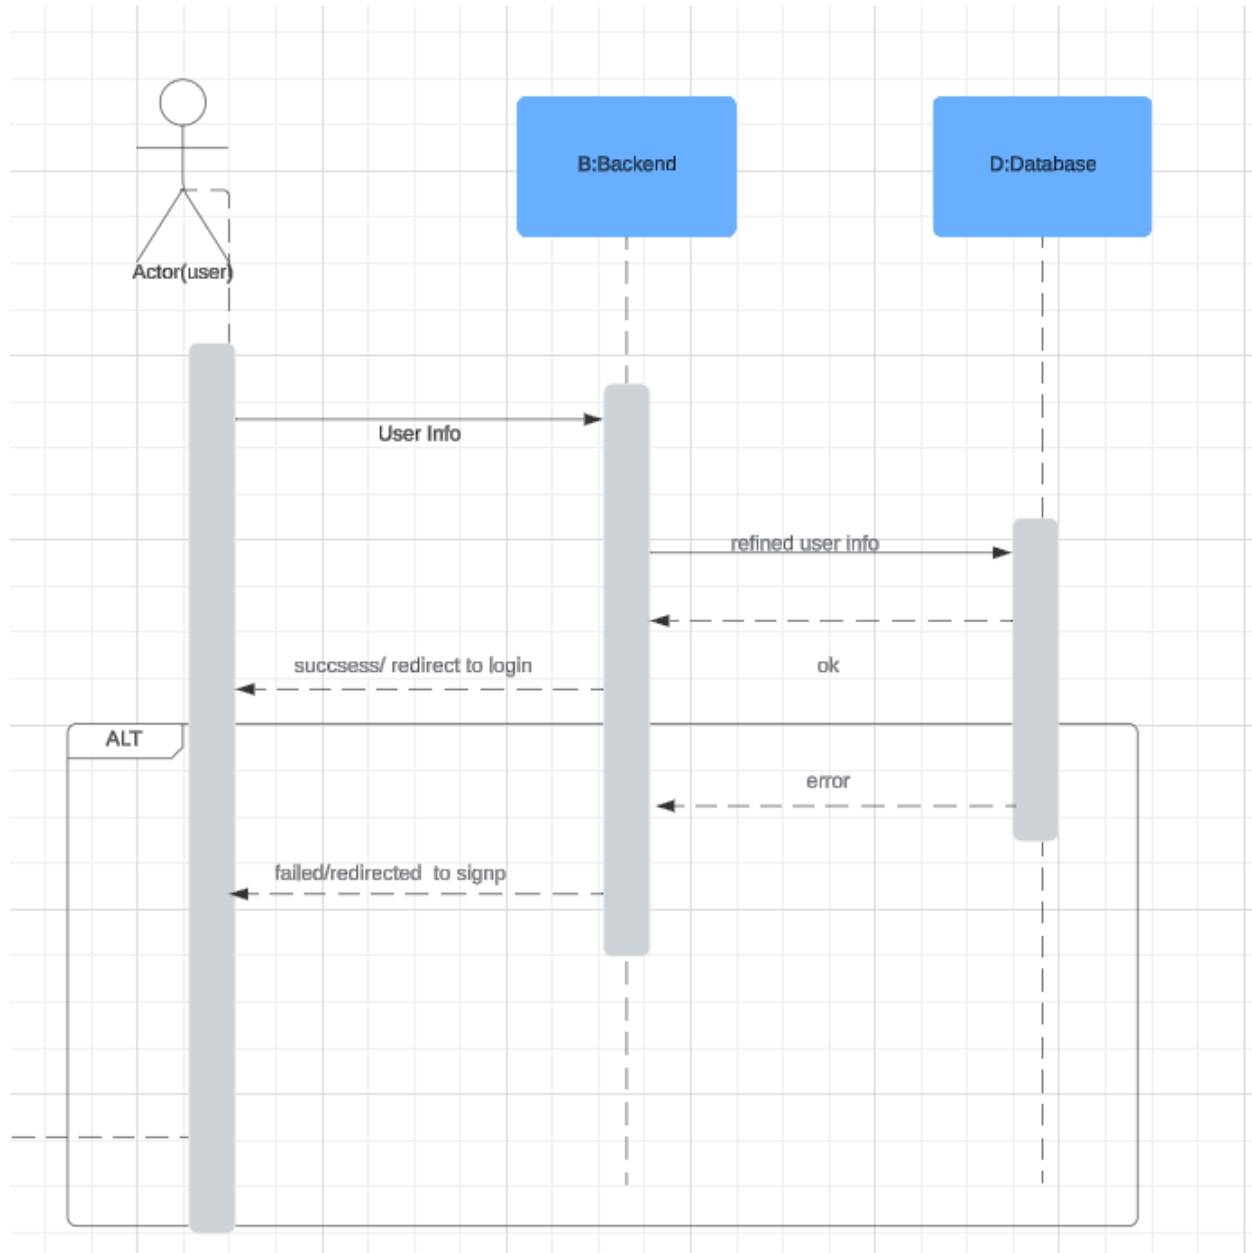 B:Backend
D:Database
Actor(user)
User Info
refined user info
succsess/ redirect to login
ok
ALT
error
failed/redirected  to signp